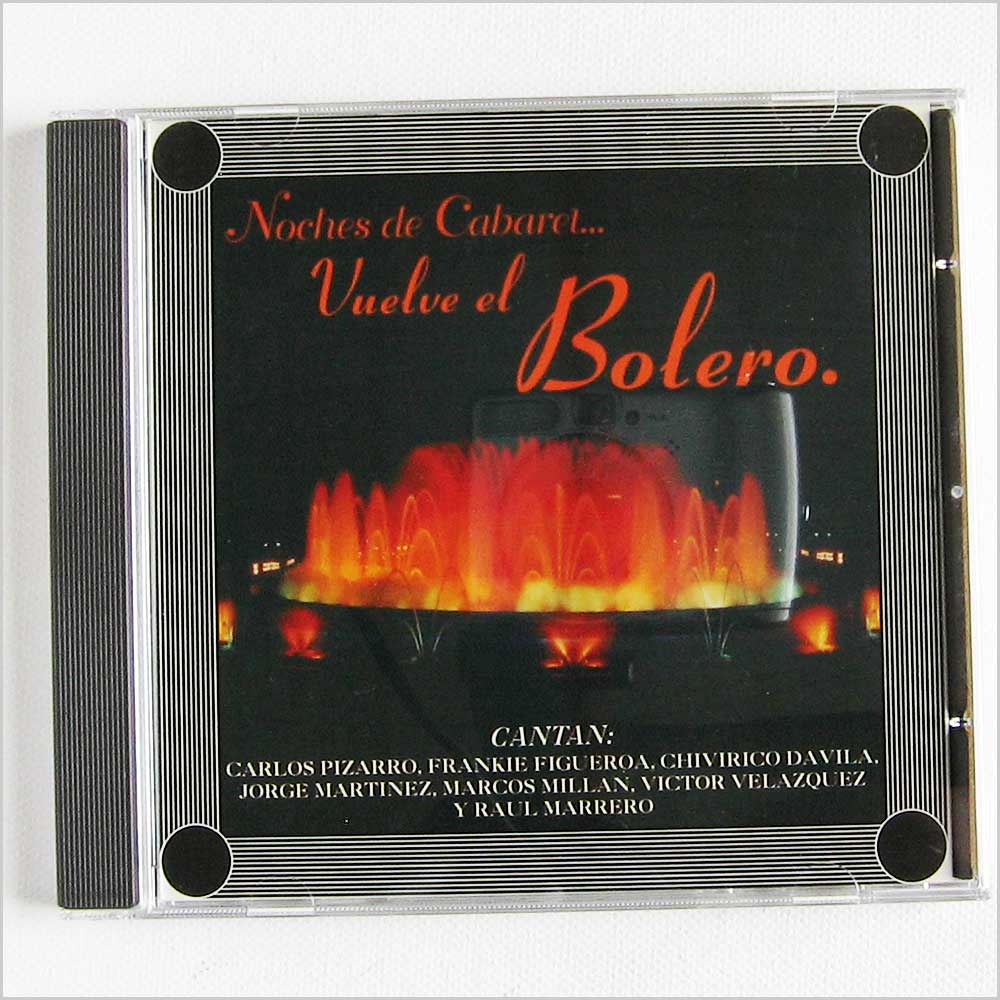 Noches de Cabaret...
Vuelve el
Bolero.
CANTAN:
CARLOS PIZARRO, FRANKIE FIGUEROA, CHIVIRICO DAVILA,
JORGE MARTINEZ, MARCOS MILLAN, VICTOR VELAZQUEZ
Y RAUL MARRERO